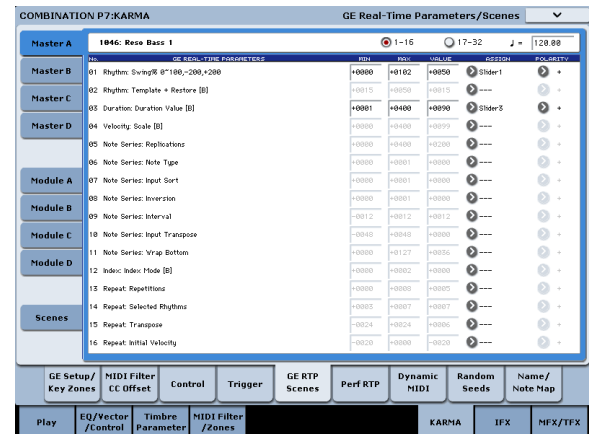 COMBINATION P7:KARMA GE Real-Time Parameters/Scenes
Master A 1046: Reso Bass 1 1-16 17-32 ♩ = 120.00
No. GE REAL-TIME PARAMETERS MIN MAX VALUE ASSIGN POLARITY
Master B 01 Rhythm: Swing% 0~100,-200,+200 +0000 +0102 +0050 Slider1 +
02 Rhythm: Template + Restore [B] +0015 +0050 +0015 --- +
Master C 03 Duration: Duration Value [B] +0001 +0400 +0090 Slider3 +
Master D 04 Velocity: Scale [B] +0000 +0400 +0099 --- +
05 Note Series: Replications +0000 +0400 +0200 --- +
06 Note Series: Note Type +0000 +0001 +0000 --- +
Module A 07 Note Series: Input Sort +0000 +0001 +0000 --- +
Module B 08 Note Series: Inversion +0000 +0001 +0000 --- +
09 Note Series: Interval -0012 +0012 +0012 --- +
Module C 10 Note Series: Input Transpose -0048 +0048 +0000 --- +
Module D 11 Note Series: Wrap Bottom +0000 +0127 +0036 --- +
12 Index: Index Mode [B] +0000 +0002 +0000 --- +
13 Repeat: Repetitions +0000 +0008 +0005 --- +
Scenes 14 Repeat: Selected Rhythms +0003 +0007 +0007 --- +
15 Repeat: Transpose -0024 +0024 +0006 --- +
16 Repeat: Initial Velocity -0020 +0000 -0020 --- +
GE Setup/ Key Zones MIDI Filter CC Offset Control Trigger GE RTP Scenes Perf RTP Dynamic MIDI Random Seeds Name/ Note Map
Play EQ/Vector /Control Timbre Parameter MIDI Filter /Zones KARMA IFX MFX/TFX